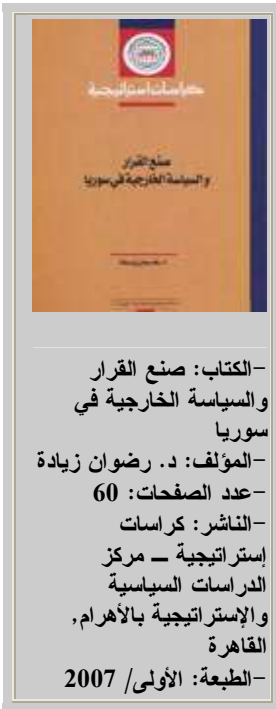 كراسات استراتيجية
صنع القرار
والسياسة الخارجية في سوريا
-الكتاب: صنع القرار
والسياسة الخارجية في
سوريا
-المؤلف: د. رضوان زيادة
-عدد الصفحات: 60
-الناشر: كراسات
إستراتيجية ــ مركز
الدراسات السياسية
والإستراتيجية بالأهرام,
القاهرة
-الطبعة: الأولى/ 2007